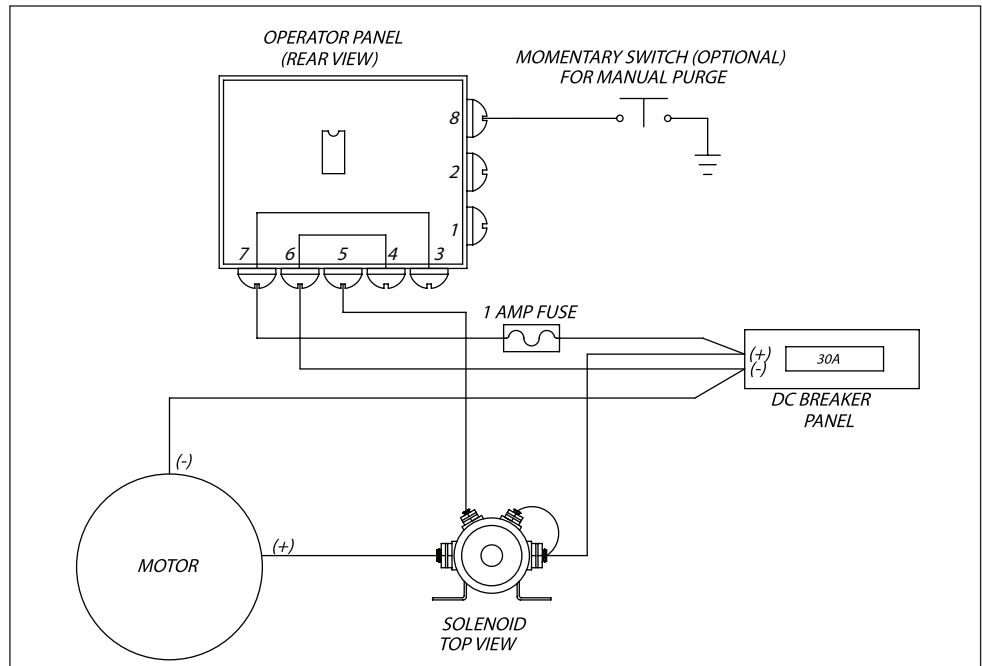 OPERATOR PANEL
(REAR VIEW)
MOMENTARY SWITCH (OPTIONAL)
FOR MANUAL PURGE
8
2
1
7 6 5 4 3
1 AMP FUSE
(+)
(-)
30A
DC BREAKER
PANEL
(-)
MOTOR
(+)
SOLENOID
TOP VIEW